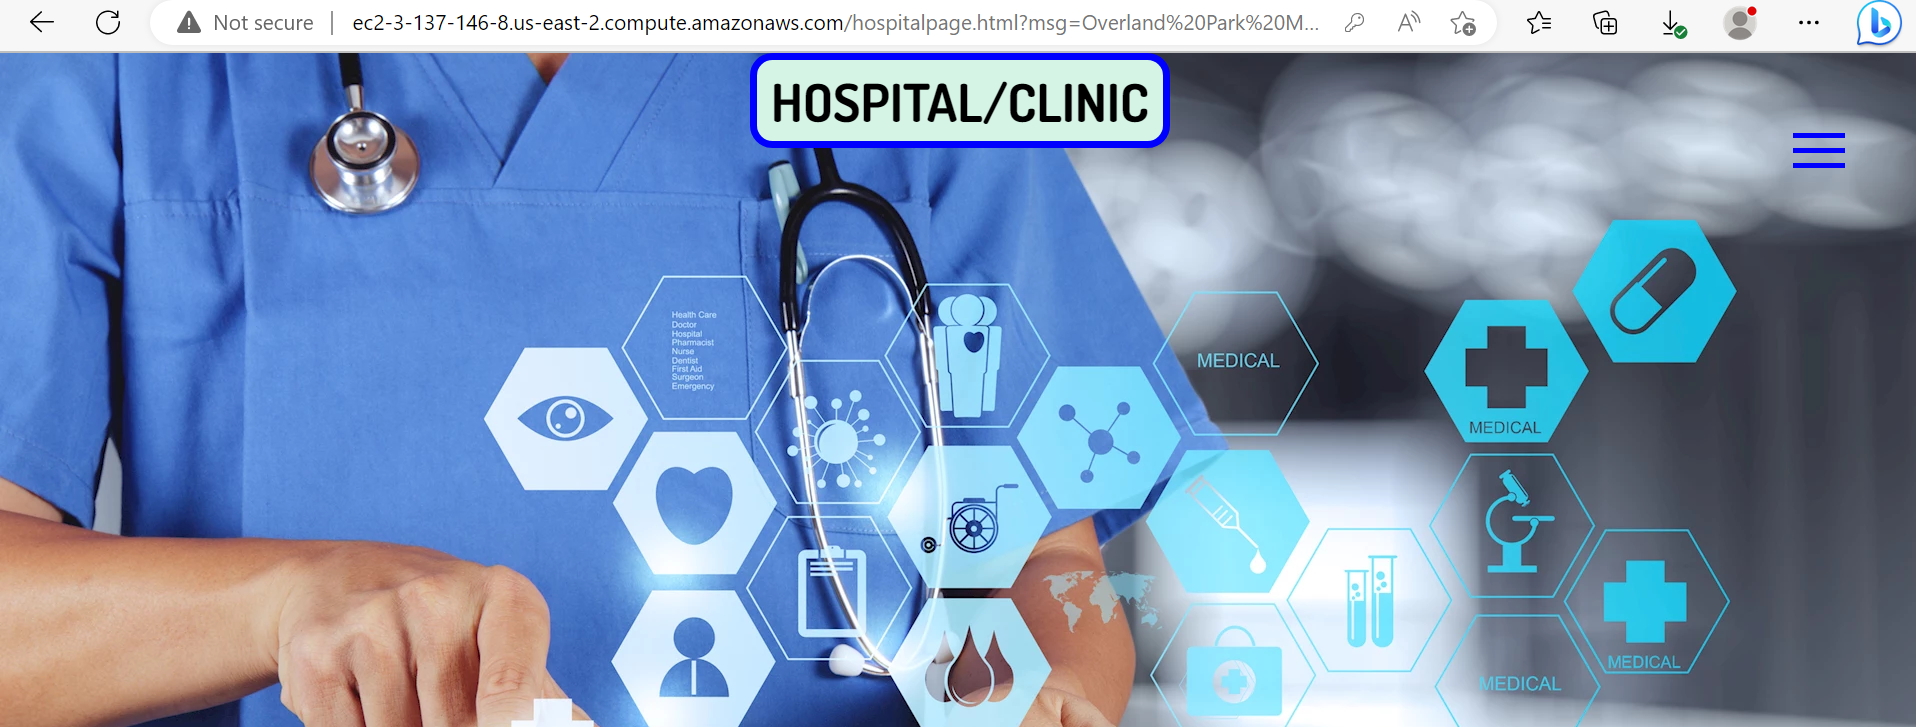 Not secure
ec2-3-137-146-8.us-east-2.compute.amazonaws.com/hospitalpage.html?msg=Overland%20Park%20M...
HOSPITAL/CLINIC
Health Care
Doctor
Hospital
Pharmacist
Nurse
Dentist
First Aid
Surgeon
Emergency
MEDICAL
MEDICAL
MEDICAL
MEDICAL